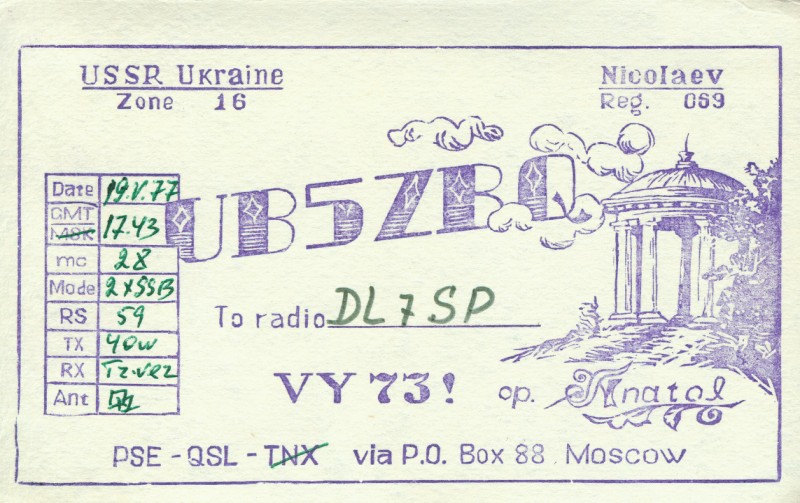 USSR Ukraine
Zone 16
Nicolaev
Reg. 069
UB5ZBQ
Date 19.V.77
GMT
MSK 17.43
mc 28
Mode 2xSSB
RS 59
TX 40w
RX
Ant
To radio DL7SP
VY 73! op. Anatol
PSE - QSL - TNX via P.O. Box 88 Moscow